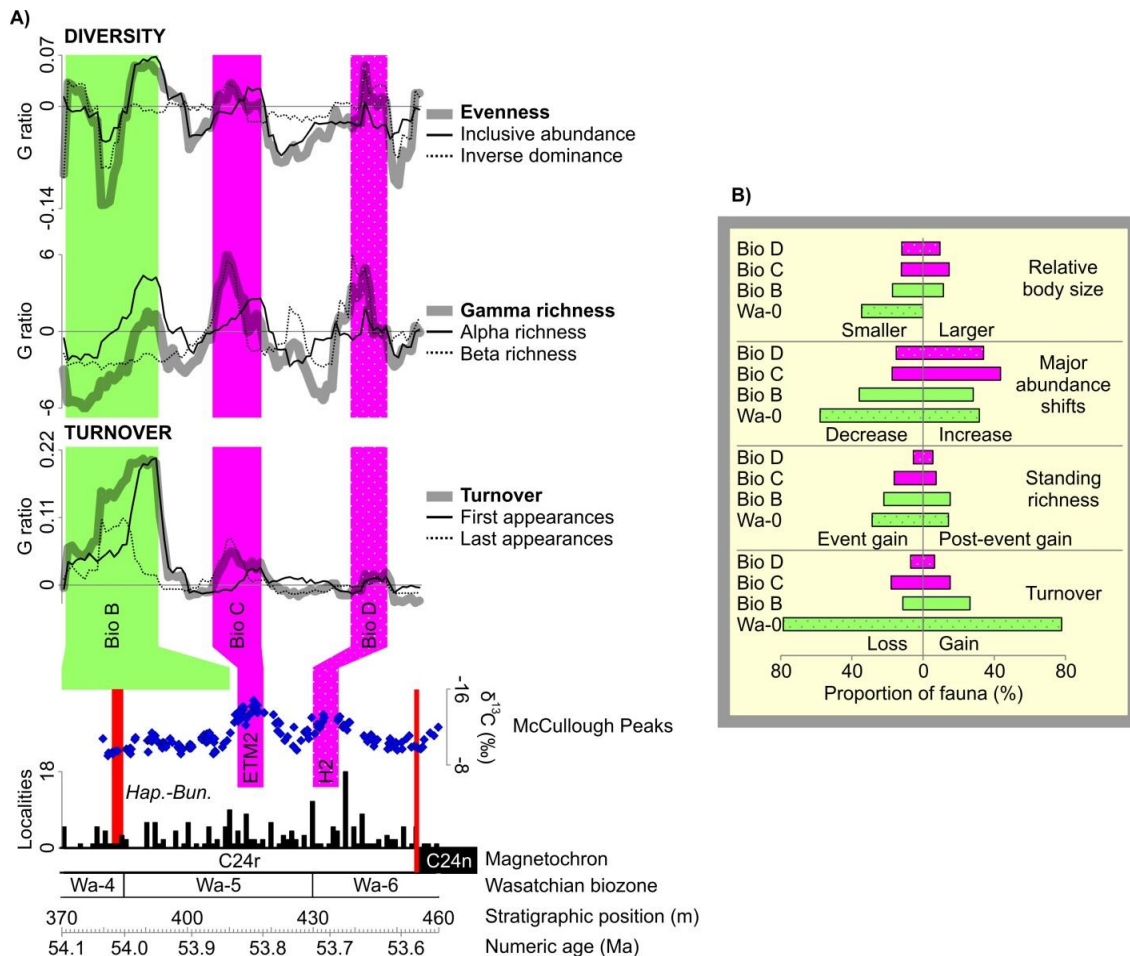 A)
DIVERSITY
0.07
0
-0.14
G ratio
Evenness
Inclusive abundance
Inverse dominance
6
0
-6
G ratio
Gamma richness
Alpha richness
Beta richness
TURNOVER
0.22
0.11
0
G ratio
Turnover
First appearances
Last appearances
Bio B
Bio C
Bio D
-16
-8
δ13C (‰)
McCullough Peaks
ETM2
H2
18
0
Localities
Hap.-Bun.
C24r
C24n
Magnetochron
Wa-4
Wa-5
Wa-6
Wasatchian biozone
370
400
430
460
Stratigraphic position (m)
54.1
54.0
53.9
53.8
53.7
53.6
Numeric age (Ma)
B)
Bio D
Bio C
Bio B
Wa-0
Relative
body size
Smaller
Larger
Bio D
Bio C
Bio B
Wa-0
Major
abundance
shifts
Decrease
Increase
Bio D
Bio C
Bio B
Wa-0
Standing
richness
Event gain
Post-event gain
Bio D
Bio C
Bio B
Wa-0
Turnover
Loss
Gain
80
40
0
40
80
Proportion of fauna (%)